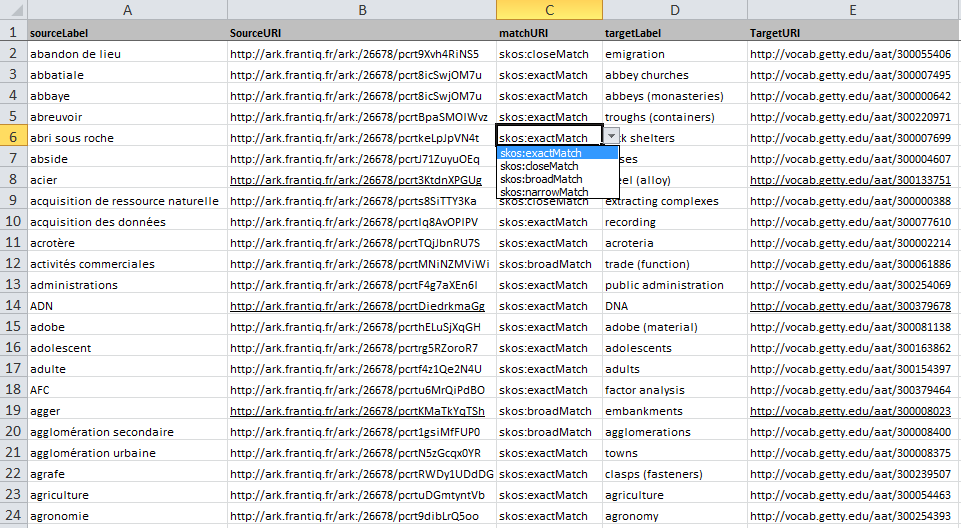 A B C D E
1 sourceLabel SourceURI matchURI targetLabel TargetURI
2 abandon de lieu http://ark.frantiq.fr/ark:/26678/pcrt9Xvh4RiNS5 skos:closeMatch emigration http://vocab.getty.edu/aat/300055406
3 abbatiale http://ark.frantiq.fr/ark:/26678/pcrt8icSwjOM7u skos:exactMatch abbey churches http://vocab.getty.edu/aat/300007495
4 abbaye http://ark.frantiq.fr/ark:/26678/pcrt8icSwjOM7u skos:exactMatch abbeys (monasteries) http://vocab.getty.edu/aat/300000642
5 abreuvoir http://ark.frantiq.fr/ark:/26678/pcrtBpaSMOIWvz skos:exactMatch troughs (containers) http://vocab.getty.edu/aat/300220971
6 abri sous roche http://ark.frantiq.fr/ark:/26678/pcrtkeLpJpVN4t skos:exactMatch shelters http://vocab.getty.edu/aat/300007699
7 abside http://ark.frantiq.fr/ark:/26678/pcrtJ71ZuyuOEq skos:exactMatch http://vocab.getty.edu/aat/300004607
skos:closeMatch
8 acier http://ark.frantiq.fr/ark:/26678/pcrt3KtdnXPGUg skos:broadMatch (alloy) http://vocab.getty.edu/aat/300133751
skos:narrowMatch
9 acquisition de ressource naturelle http://ark.frantiq.fr/ark:/26678/pcrts8SiTTY3Ka skos:closeMatch extracting complexes http://vocab.getty.edu/aat/300000388
10 acquisition des données http://ark.frantiq.fr/ark:/26678/pcrtIq8AvOPIPV skos:exactMatch recording http://vocab.getty.edu/aat/300077610
11 acrotère http://ark.frantiq.fr/ark:/26678/pcrtTQjJbnRU7S skos:exactMatch acroteria http://vocab.getty.edu/aat/300002214
12 activités commerciales http://ark.frantiq.fr/ark:/26678/pcrtMNiNZMViWi skos:broadMatch trade (function) http://vocab.getty.edu/aat/300061886
13 administrations http://ark.frantiq.fr/ark:/26678/pcrtF4g7aXEn6I skos:exactMatch public administration http://vocab.getty.edu/aat/300254069
14 ADN http://ark.frantiq.fr/ark:/26678/pcrtDiedrkmaGg skos:exactMatch DNA http://vocab.getty.edu/aat/300379678
15 adobe http://ark.frantiq.fr/ark:/26678/pcrthELuSjXqGH skos:exactMatch adobe (material) http://vocab.getty.edu/aat/300081138
16 adolescent http://ark.frantiq.fr/ark:/26678/pcrtrg5RZoroR7 skos:exactMatch adolescents http://vocab.getty.edu/aat/300163862
17 adulte http://ark.frantiq.fr/ark:/26678/pcrtf4z1Qe2N4U skos:exactMatch adults http://vocab.getty.edu/aat/300154397
18 AFC http://ark.frantiq.fr/ark:/26678/pcrtu6MrQiPdBO skos:exactMatch factor analysis http://vocab.getty.edu/aat/300379464
19 agger http://ark.frantiq.fr/ark:/26678/pcrtKMaTkYqTSh skos:broadMatch embankments http://vocab.getty.edu/aat/300008023
20 agglomération secondaire http://ark.frantiq.fr/ark:/26678/pcrt1gsiMfFUP0 skos:broadMatch agglomerations http://vocab.getty.edu/aat/300008400
21 agglomération urbaine http://ark.frantiq.fr/ark:/26678/pcrtN5zGcqx0YR skos:exactMatch towns http://vocab.getty.edu/aat/300008375
22 agrafe http://ark.frantiq.fr/ark:/26678/pcrtRWDy1UDdDG skos:exactMatch clasps (fasteners) http://vocab.getty.edu/aat/300239507
23 agriculture http://ark.frantiq.fr/ark:/26678/pcrtuDGmtyntVb skos:exactMatch agriculture http://vocab.getty.edu/aat/300054463
24 agronomie http://ark.frantiq.fr/ark:/26678/pcrt9dibLrQ5oo skos:exactMatch agronomy http://vocab.getty.edu/aat/300254393